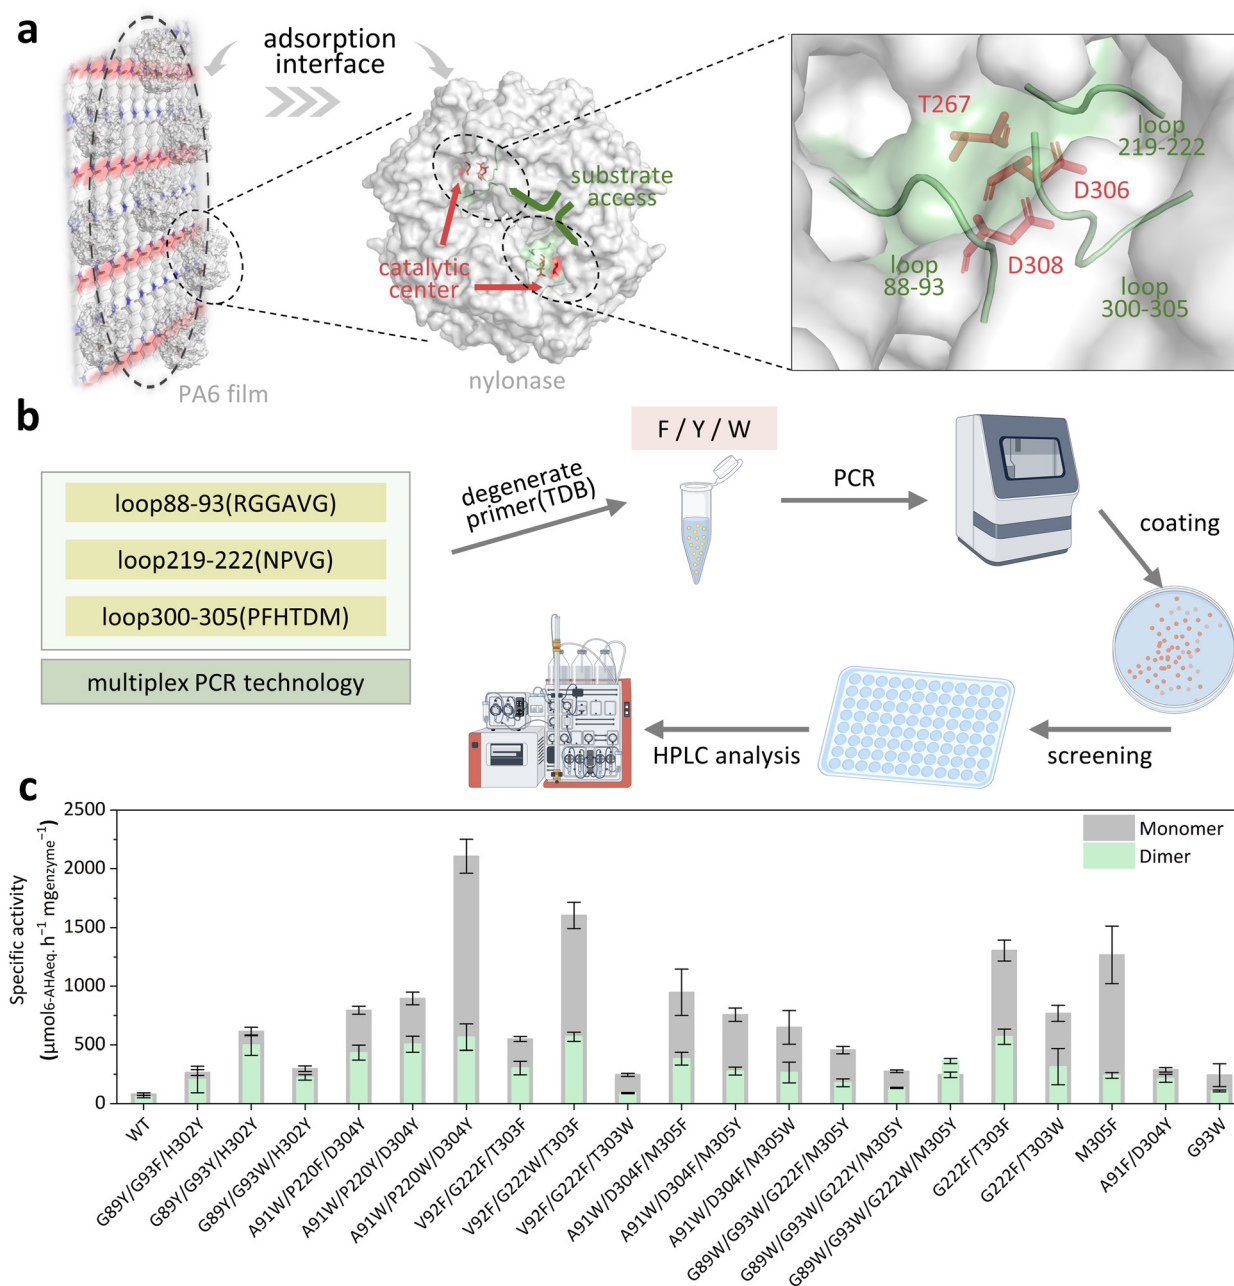 a
adsorption
interface
PA6 film
substrate
access
catalytic
center
nylonase
T267
loop
219-222
D306
D308
loop
88-93
loop
300-305
b
loop88-93(RGGAVG)
loop219-222(NPVG)
loop300-305(PFHTDM)
multiplex PCR technology
degenerate
primer(TDB)
F / Y / W
PCR
coating
screening
HPLC analysis
c
Specific activity
(μmol6-AHAeq. h−1 mgenzyme−1)
2500
2000
1500
1000
500
0
Monomer
Dimer
WT
G89Y/G93F/H302Y
G89Y/G93Y/H302Y
G89Y/G93W/H302Y
A91W/P220F/D304Y
A91W/P220Y/D304Y
A91W/P220W/D304Y
V92F/G222F/T303F
V92F/G222W/T303F
V92F/G222F/T303W
A91W/D304F/M305F
A91W/D304F/M305Y
A91W/D304F/M305W
G89W/G93W/G222F/M305Y
G89W/G93W/G222Y/M305Y
G89W/G93W/G222W/M305Y
G222F/T303F
G222F/T303W
M305F
A91F/D304Y
G93W